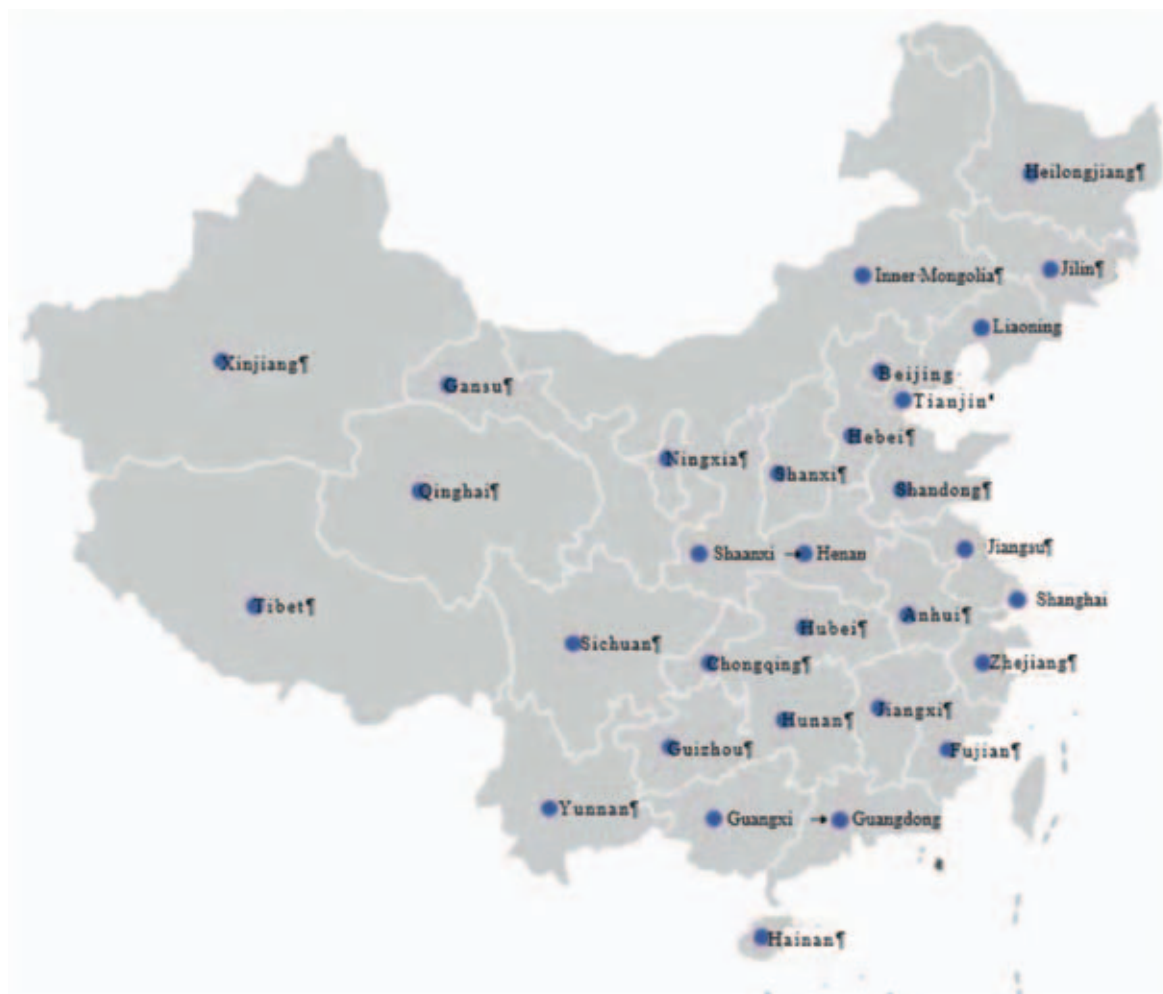 Heilongjiang¶
Jilin¶
Inner·Mongolia¶
Liaoning
Xinjiang¶
Beijing·
Gansu¶
Tianjin
Hebei¶
Ningxia¶
Shanxi¶
Qinghai¶
Shandong¶
Shaanxi → Henan
Jiangsu¶
Shanghai
Tibet¶
Anhui¶
Hubei¶
Sichuan¶
Chongqing¶
Zhejiang¶
Jiangxi¶
Hunan¶
Guizhou¶
Fujian¶
Yunnan¶
Guangxi → Guangdong
Hainan¶